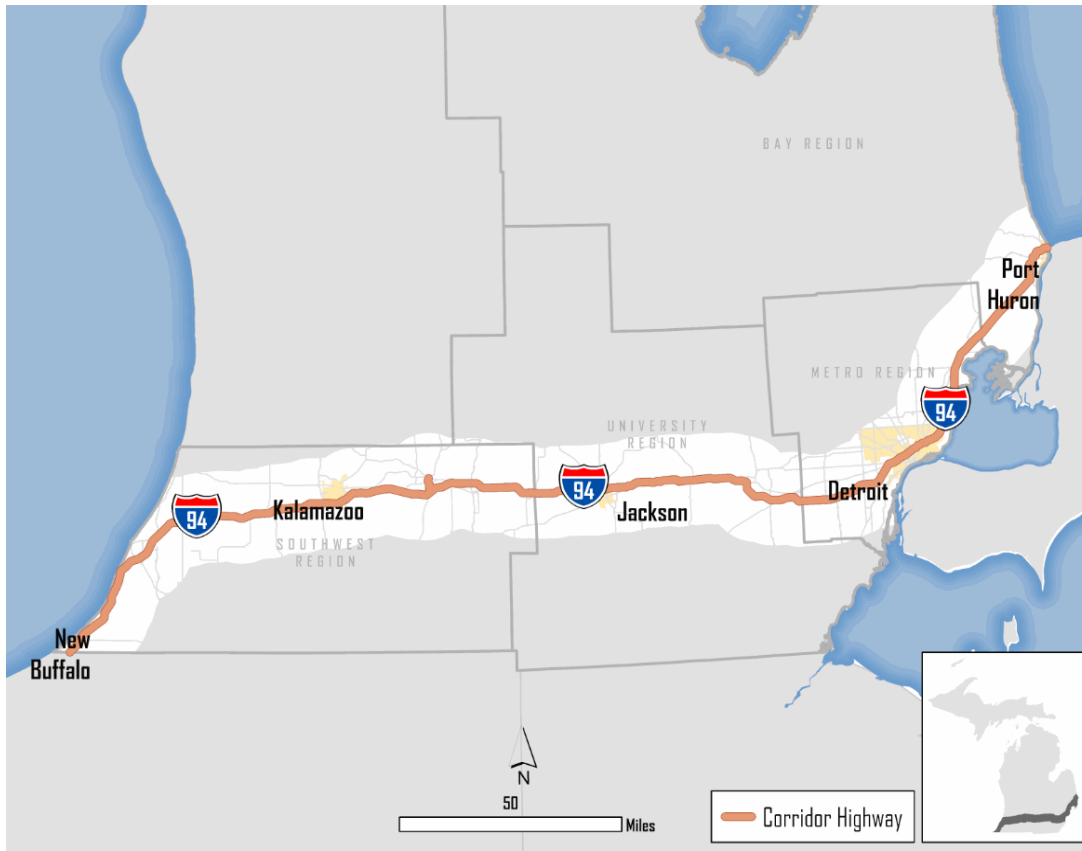 BAY REGION
Port
Huron
METRO REGION
94
UNIVERSITY
REGION
94
Detroit
Kalamazoo
Jackson
94
SOUTHWEST
REGION
New
Buffalo
N
50
Miles
Corridor Highway